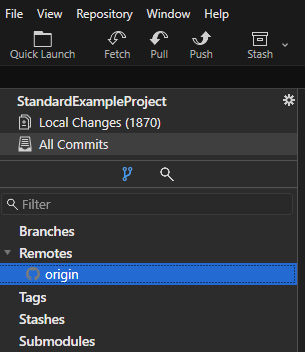 File View Repository Window Help
Quick Launch Fetch Pull Push Stash
StandardExampleProject
Local Changes (1870)
All Commits
Filter
Branches
Remotes
origin
Tags
Stashes
Submodules